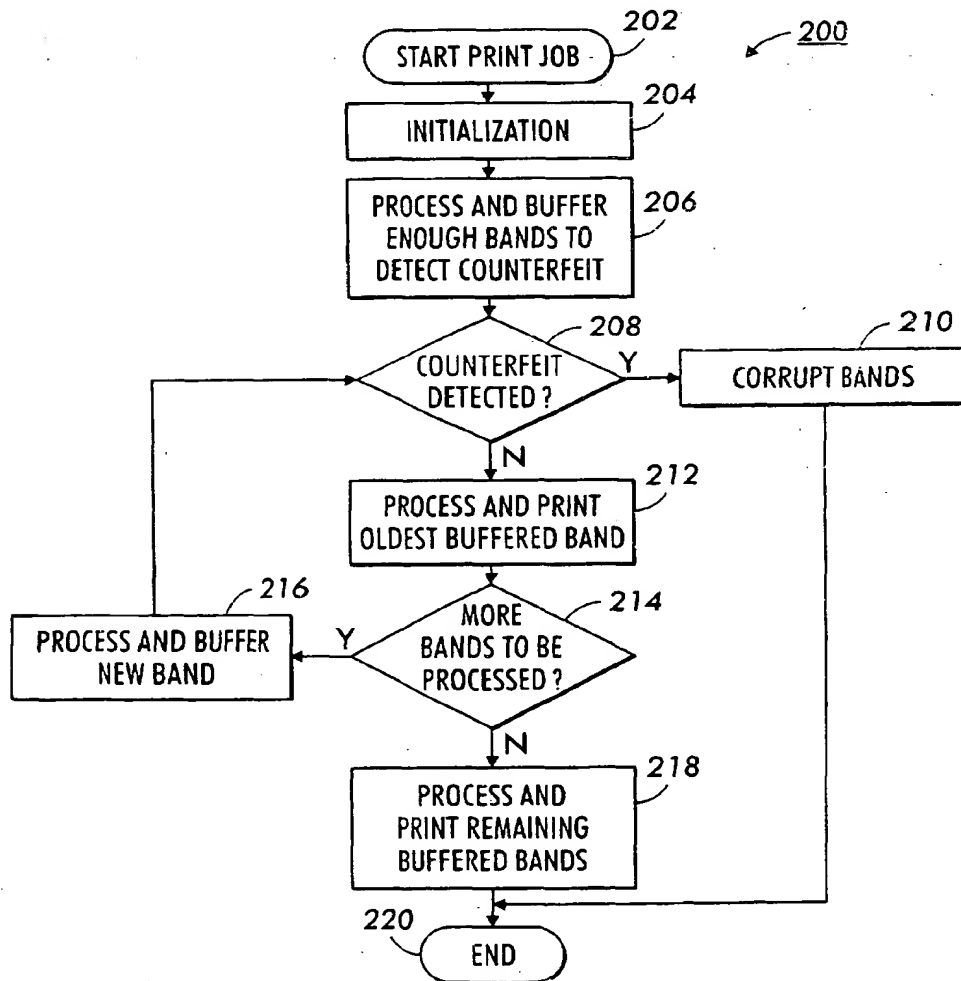 202
200
START PRINT JOB
204
INITIALIZATION
206
PROCESS AND BUFFER
ENOUGH BANDS TO
DETECT COUNTERFEIT
208
210
COUNTERFEIT
DETECTED ?
Y
CORRUPT BANDS
N
212
PROCESS AND PRINT
OLDEST BUFFERED BAND
216
214
PROCESS AND BUFFER
NEW BAND
Y
MORE
BANDS TO BE
PROCESSED ?
N
218
PROCESS AND
PRINT REMAINING
BUFFERED BANDS
220
END